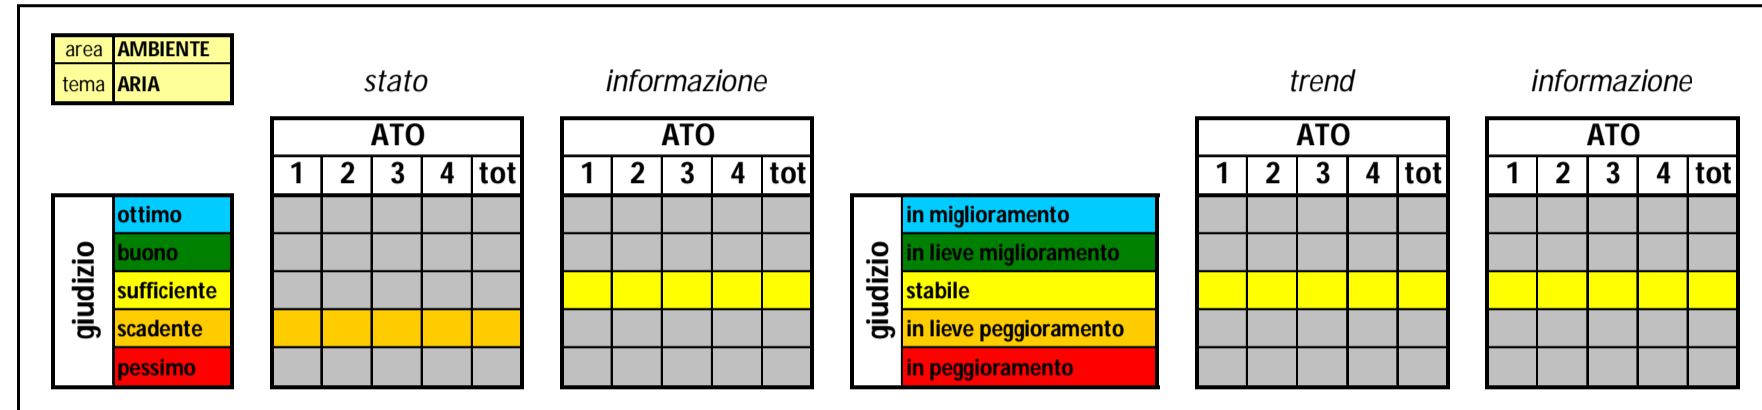 area AMBIENTE
tema ARIA
stato informazione trend informazione
ATO ATO ATO ATO
1 2 3 4 tot 1 2 3 4 tot 1 2 3 4 tot 1 2 3 4 tot
giudizio
ottimo
buono
sufficiente
scadente
pessimo
giudizio
in miglioramento
in lieve miglioramento
stabile
in lieve peggioramento
in peggioramento